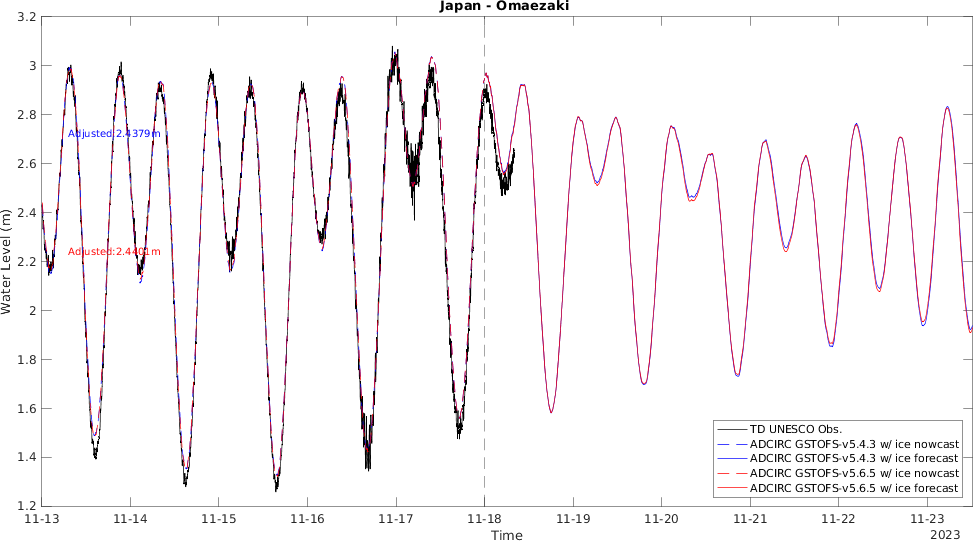 Japan - Omaezaki
3.2
3
2.8
2.6
2.4
2.2
2
1.8
1.6
1.4
1.2
Water Level (m)
Adjusted:2.4379m
Adjusted:2.4401m
TD UNESCO Obs.
ADCIRC GSTOFS-v5.4.3 w/ ice nowcast
ADCIRC GSTOFS-v5.4.3 w/ ice forecast
ADCIRC GSTOFS-v5.6.5 w/ ice nowcast
ADCIRC GSTOFS-v5.6.5 w/ ice forecast
11-13 11-14 11-15 11-16 11-17 11-18 11-19 11-20 11-21 11-22 11-23
Time
2023